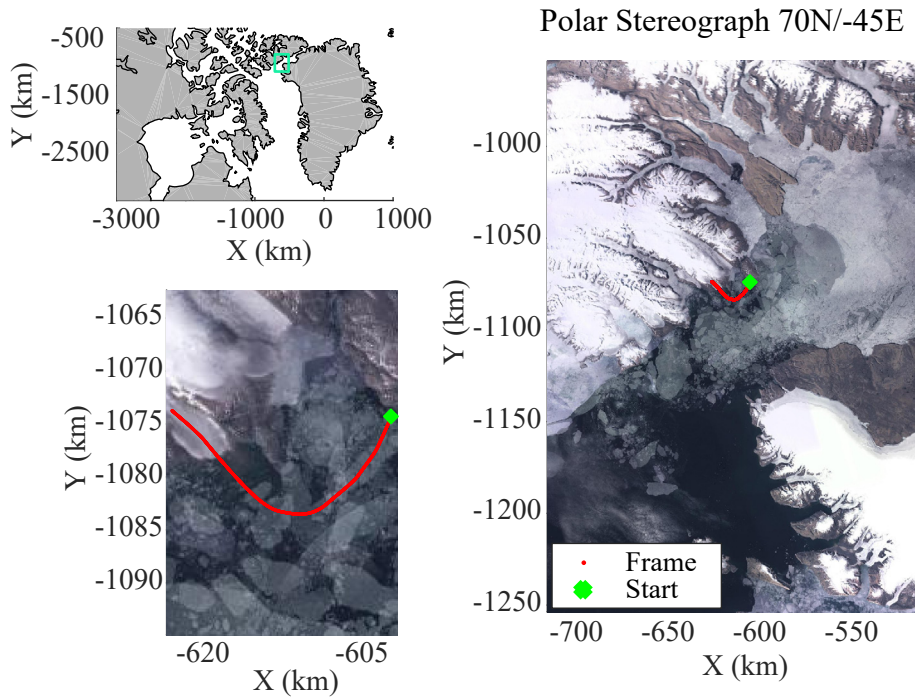 Polar Stereograph 70N/-45E
-500
-1500
-2500
Y (km)
-3000
-1000
0
1000
X (km)
-1065
-1070
-1075
-1080
-1085
-1090
Y (km)
-620
-605
X (km)
-1000
-1050
-1100
-1150
-1200
-1250
Y (km)
-700
-650
-600
-550
X (km)
Frame
Start